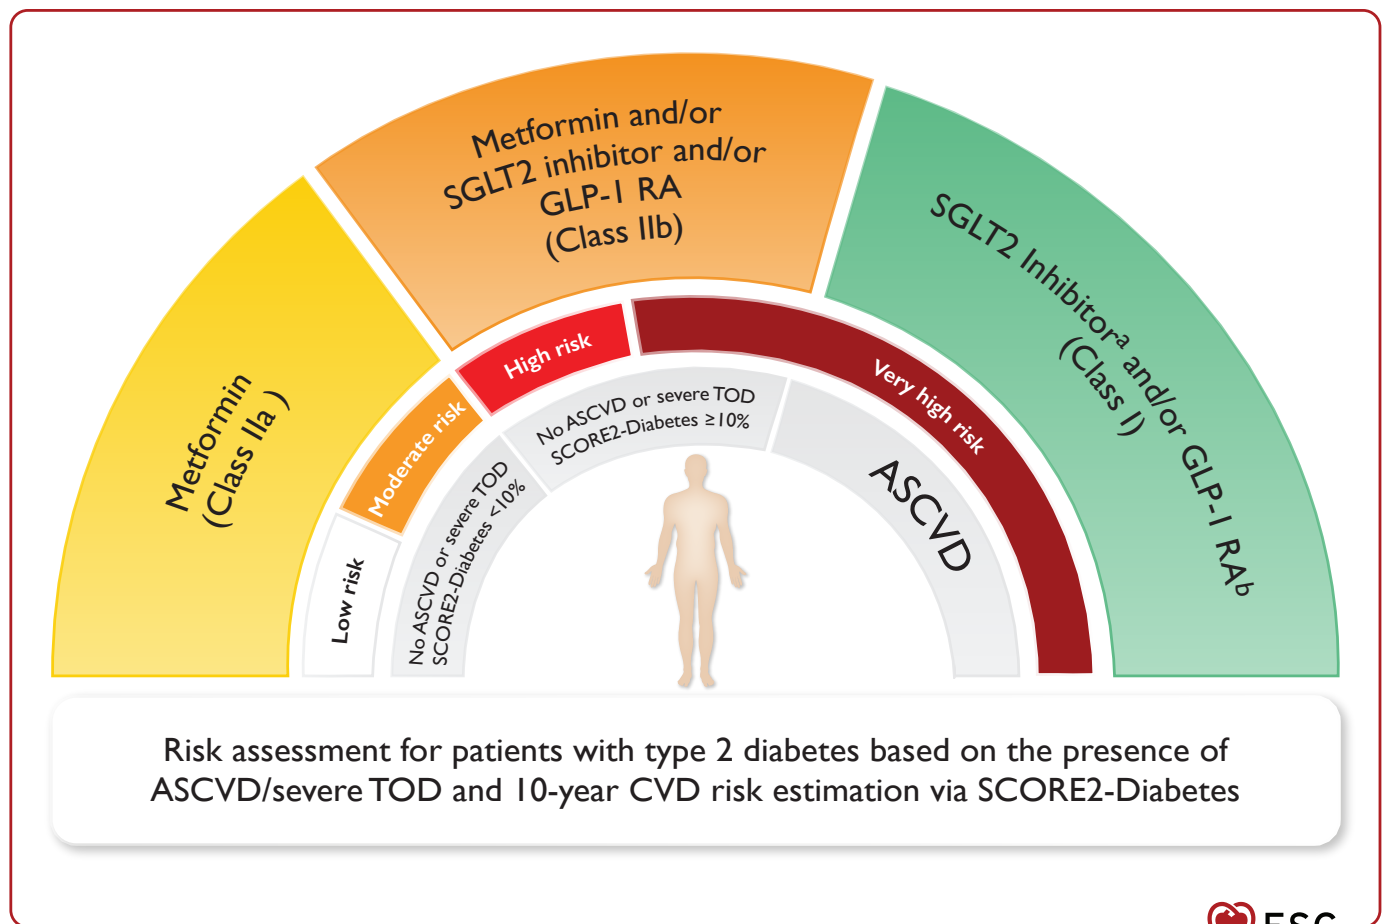 Metformin and/or
SGLT2 inhibitor and/or
GLP-1 RA
(Class IIb)
Metformin
(Class IIa )
SGLT2 Inhibitorᵃ and/or GLP-1 RAᵇ
(Class I)
Low risk
Moderate risk
High risk
Very high risk
No ASCVD or severe TOD
SCORE2-Diabetes <10%
No ASCVD or severe TOD
SCORE2-Diabetes ≥10%
ASCVD
Risk assessment for patients with type 2 diabetes based on the presence of
ASCVD/severe TOD and 10-year CVD risk estimation via SCORE2-Diabetes
ESC